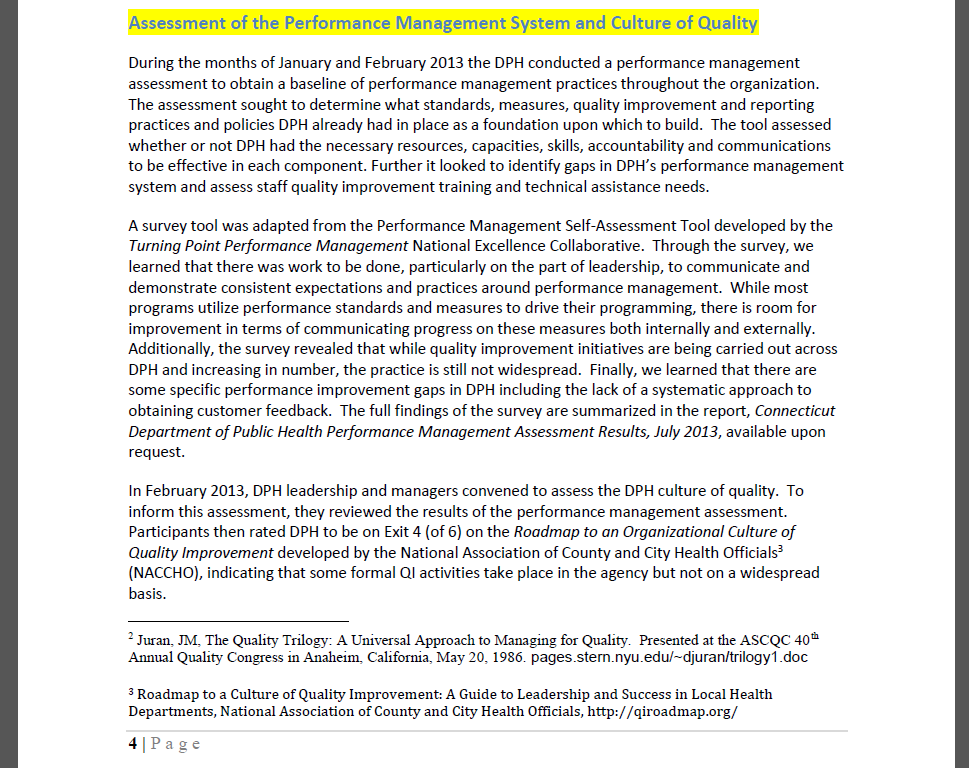 Assessment of the Performance Management System and Culture of Quality
During the months of January and February 2013 the DPH conducted a performance management
assessment to obtain a baseline of performance management practices throughout the organization.
The assessment sought to determine what standards, measures, quality improvement and reporting
practices and policies DPH already had in place as a foundation upon which to build.  The tool assessed
whether or not DPH had the necessary resources, capacities, skills, accountability and communications
to be effective in each component. Further it looked to identify gaps in DPH's performance management
system and assess staff quality improvement training and technical assistance needs.
A survey tool was adapted from the Performance Management Self-Assessment Tool developed by the
Turning Point Performance Management National Excellence Collaborative.  Through the survey, we
learned that there was work to be done, particularly on the part of leadership, to communicate and
demonstrate consistent expectations and practices around performance management.  While most
programs utilize performance standards and measures to drive their programming, there is room for
improvement in terms of communicating progress on these measures both internally and externally.
Additionally, the survey revealed that while quality improvement initiatives are being carried out across
DPH and increasing in number, the practice is still not widespread.  Finally, we learned that there are
some specific performance improvement gaps in DPH including the lack of a systematic approach to
obtaining customer feedback.  The full findings of the survey are summarized in the report, Connecticut
Department of Public Health Performance Management Assessment Results, July 2013, available upon
request.
In February 2013, DPH leadership and managers convened to assess the DPH culture of quality.  To
inform this assessment, they reviewed the results of the performance management assessment.
Participants then rated DPH to be on Exit 4 (of 6) on the Roadmap to an Organizational Culture of
Quality Improvement developed by the National Association of County and City Health Officials³
(NACCHO), indicating that some formal QI activities take place in the agency but not on a widespread
basis.
² Juran, JM, The Quality Trilogy: A Universal Approach to Managing for Quality.  Presented at the ASCQC 40th
Annual Quality Congress in Anaheim, California, May 20, 1986. pages.stern.nyu.edu/~djuran/trilogy1.doc
³ Roadmap to a Culture of Quality Improvement: A Guide to Leadership and Success in Local Health
Departments, National Association of County and City Health Officials, http://qiroadmap.org/
4 | P a g e